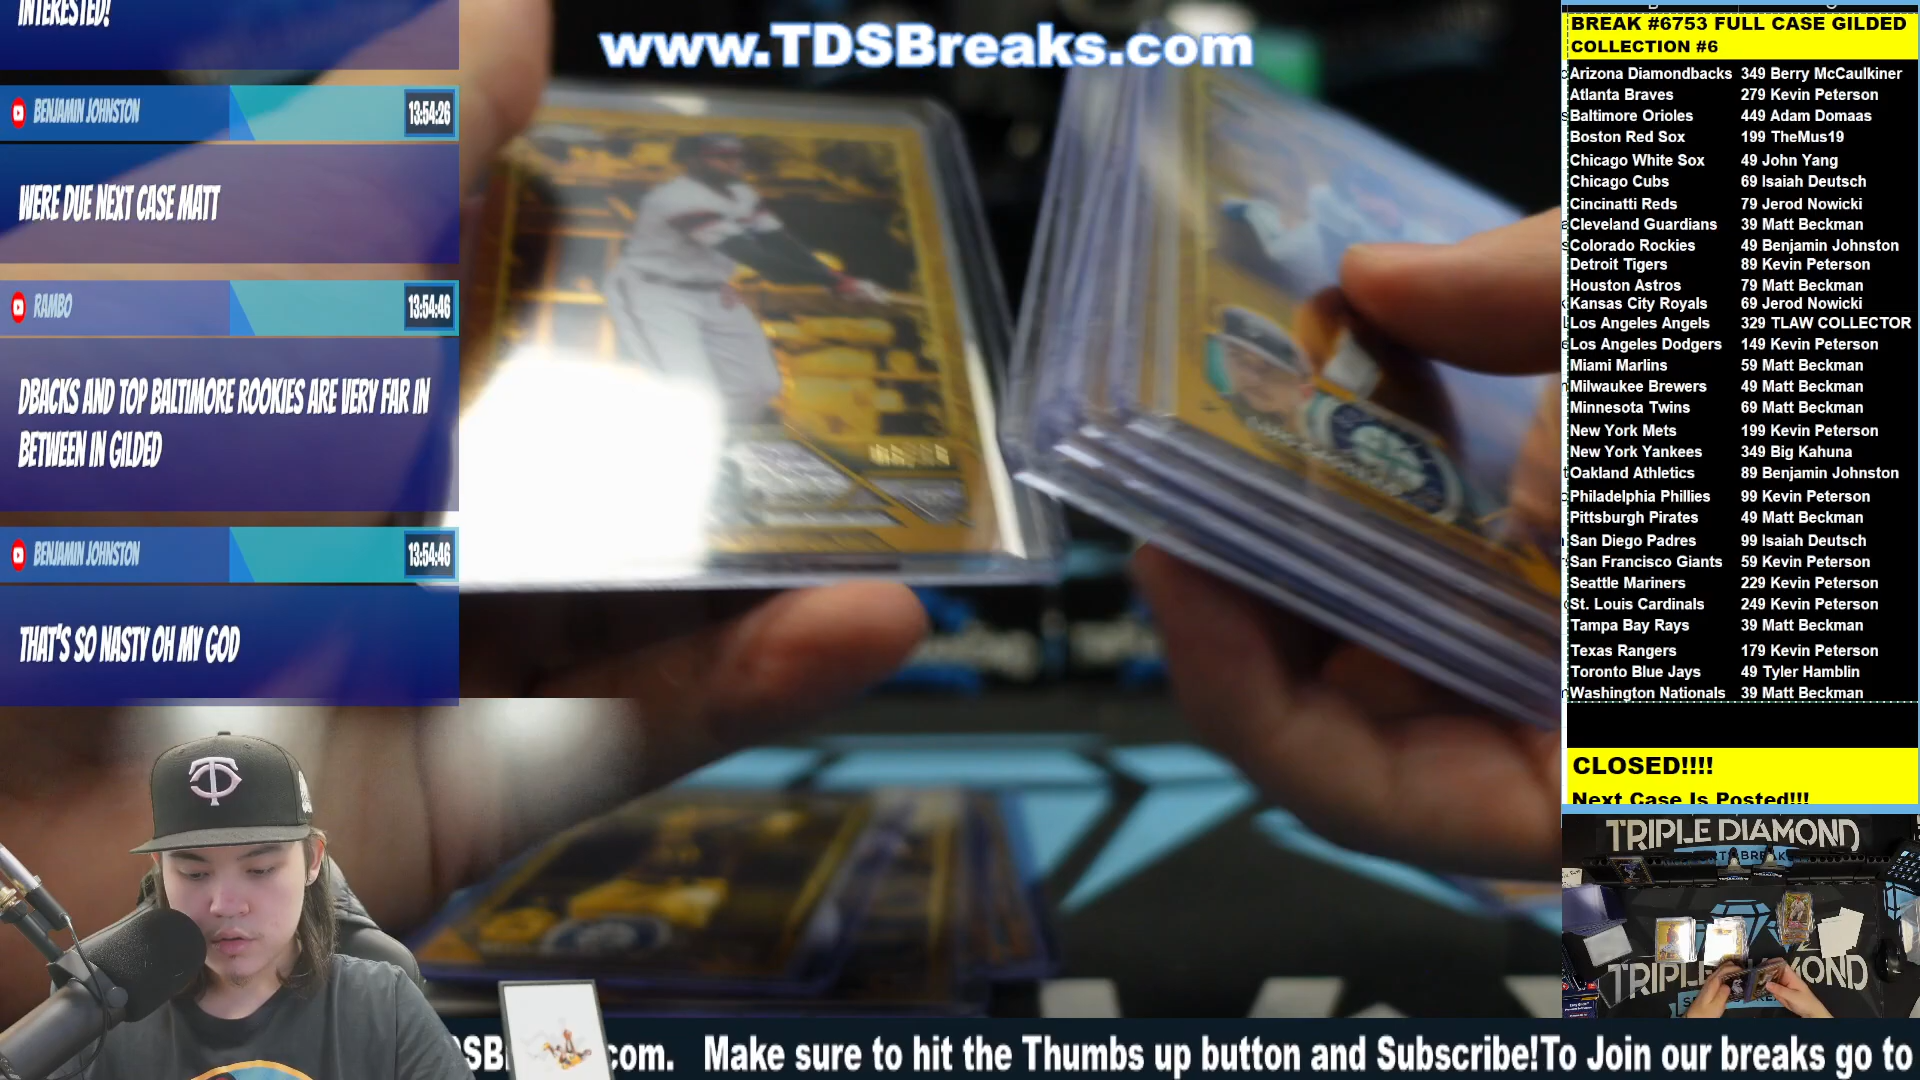 INTERESTED!
BENJAMIN JOHNSTON 13:54:26
WERE DUE NEXT CASE MATT
RAMBO 13:54:46
DBACKS AND TOP BALTIMORE ROOKIES ARE VERY FAR IN
BETWEEN IN GILDED
BENJAMIN JOHNSTON 13:54:46
THAT'S SO NASTY OH MY GOD
www.TDSBreaks.com
BREAK #6753 FULL CASE GILDED
COLLECTION #6
Arizona Diamondbacks 349 Berry McCaulkiner
Atlanta Braves 279 Kevin Peterson
Baltimore Orioles 449 Adam Domaas
Boston Red Sox 199 TheMus19
Chicago White Sox 49 John Yang
Chicago Cubs 69 Isaiah Deutsch
Cincinatti Reds 79 Jerod Nowicki
Cleveland Guardians 39 Matt Beckman
Colorado Rockies 49 Benjamin Johnston
Detroit Tigers 89 Kevin Peterson
Houston Astros 79 Matt Beckman
Kansas City Royals 69 Jerod Nowicki
Los Angeles Angels 329 TLAW COLLECTOR
Los Angeles Dodgers 149 Kevin Peterson
Miami Marlins 59 Matt Beckman
Milwaukee Brewers 49 Matt Beckman
Minnesota Twins 69 Matt Beckman
New York Mets 199 Kevin Peterson
New York Yankees 349 Big Kahuna
Oakland Athletics 89 Benjamin Johnston
Philadelphia Phillies 99 Kevin Peterson
Pittsburgh Pirates 49 Matt Beckman
San Diego Padres 99 Isaiah Deutsch
San Francisco Giants 59 Kevin Peterson
Seattle Mariners 229 Kevin Peterson
St. Louis Cardinals 249 Kevin Peterson
Tampa Bay Rays 39 Matt Beckman
Texas Rangers 179 Kevin Peterson
Toronto Blue Jays 49 Tyler Hamblin
Washington Nationals 39 Matt Beckman
CLOSED!!!!
Next Case Is Posted!!!
TRIPLE DIAMOND
TRIPLE DIAMOND
TC
.com. Make sure to hit the Thumbs up button and Subscribe!To Join our breaks go to